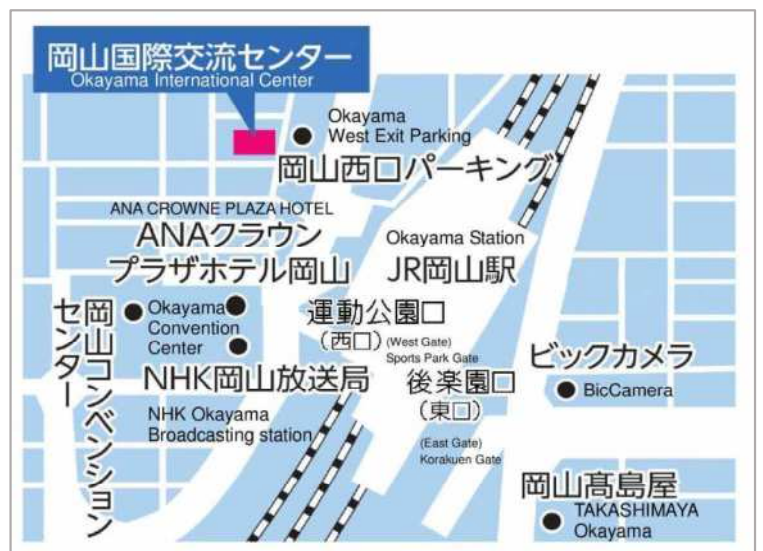 岡山国際交流センター
Okayama International Center
Okayama
West Exit Parking
岡山西口パーキング
ANA CROWNE PLAZA HOTEL
ANAクラウン
プラザホテル岡山
Okayama Station
JR岡山駅
岡山コンベンション
センター
Okayama
Convention
Center
運動公園口
(西口)
(West Gate)
Sports Park Gate
NHK岡山放送局
NHK Okayama
Broadcasting station
後楽園口
(東口)
(East Gate)
Korakuen Gate
ビックカメラ
BicCamera
岡山髙島屋
TAKASHIMAYA
Okayama